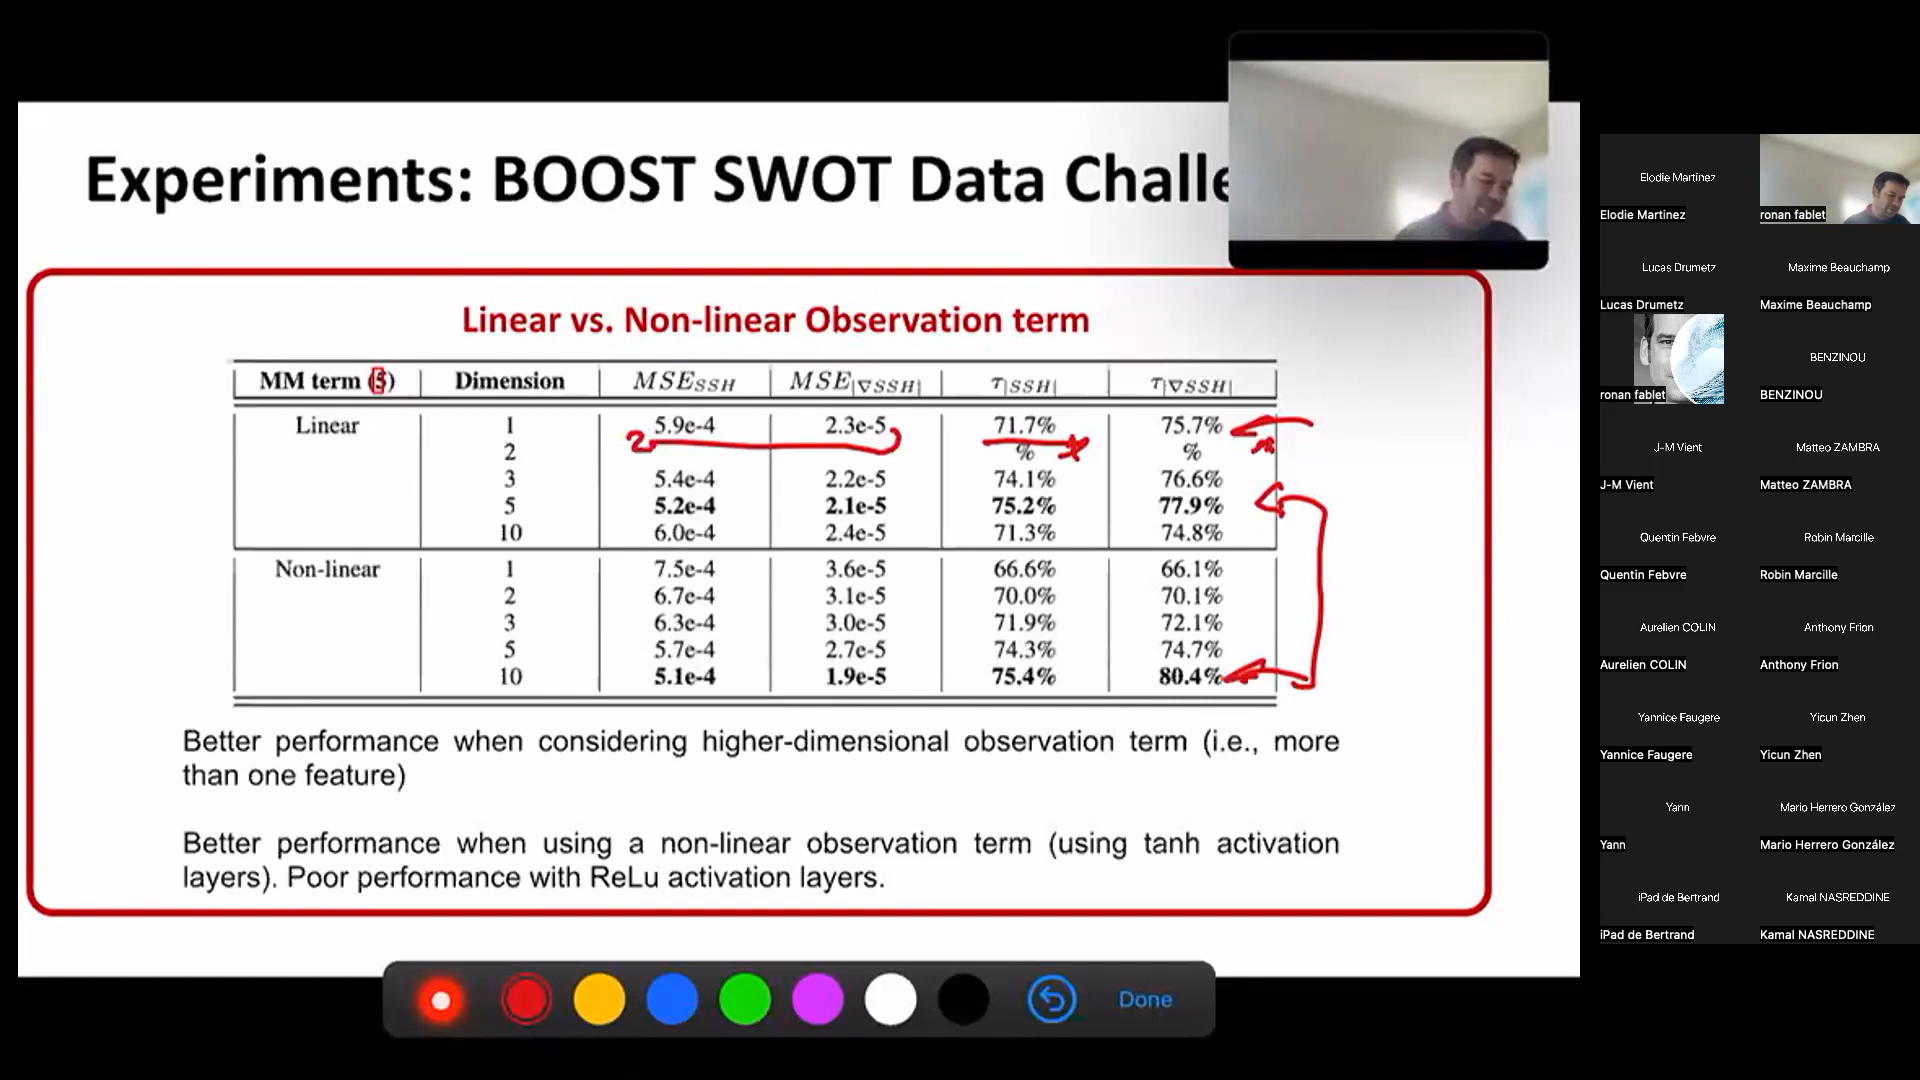 Experiments: BOOST SWOT Data Challe
Linear vs. Non-linear Observation term
MM term (5) Dimension MSE_SSH MSE_|∇SSH| τ_|SSH| τ_|∇SSH|
Linear 1 5.9e-4 2.3e-5 71.7% 75.7%
2 % %
3 5.4e-4 2.2e-5 74.1% 76.6%
5 5.2e-4 2.1e-5 75.2% 77.9%
10 6.0e-4 2.4e-5 71.3% 74.8%
Non-linear 1 7.5e-4 3.6e-5 66.6% 66.1%
2 6.7e-4 3.1e-5 70.0% 70.1%
3 6.3e-4 3.0e-5 71.9% 72.1%
5 5.7e-4 2.7e-5 74.3% 74.7%
10 5.1e-4 1.9e-5 75.4% 80.4%
Better performance when considering higher-dimensional observation term (i.e., more
than one feature)
Better performance when using a non-linear observation term (using tanh activation
layers). Poor performance with ReLu activation layers.
Done
Elodie Martinez
Elodie Martinez ronan fablet
Lucas Drumetz Maxime Beauchamp
Lucas Drumetz Maxime Beauchamp
BENZINOU
ronan fablet BENZINOU
J-M Vient Matteo ZAMBRA
J-M Vient Matteo ZAMBRA
Quentin Febvre Robin Marcille
Quentin Febvre Robin Marcille
Aurelien COLIN Anthony Frion
Aurelien COLIN Anthony Frion
Yannice Faugere Yicun Zhen
Yannice Faugere Yicun Zhen
Yann Mario Herrero González
Yann Mario Herrero González
iPad de Bertrand Kamal NASREDDINE
iPad de Bertrand Kamal NASREDDINE